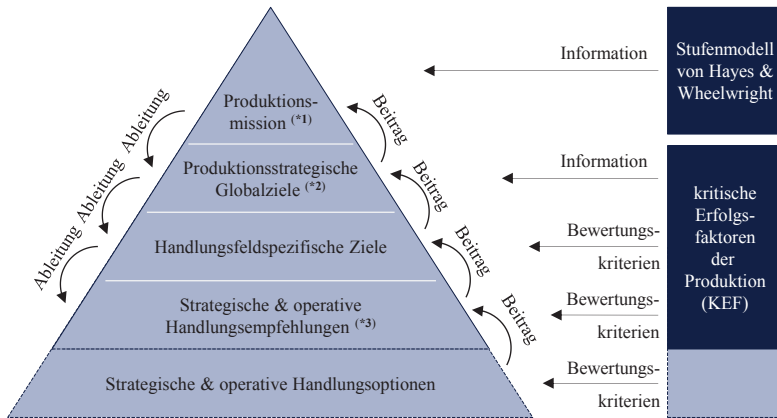 Information
Stufenmodell
von Hayes &
Wheelwright
Ableitung
Produktions-
mission (*1)
Beitrag
Ableitung
Produktionsstrategische
Globalziele (*2)
Beitrag
Information
Ableitung
Handlungsfeldspezifische Ziele
Beitrag
Bewertungs-
kriterien
kritische
Erfolgs-
faktoren
der
Produktion
(KEF)
Strategische & operative
Handlungsempfehlungen (*3)
Beitrag
Bewertungs-
kriterien
Strategische & operative Handlungsoptionen
Bewertungs-
kriterien